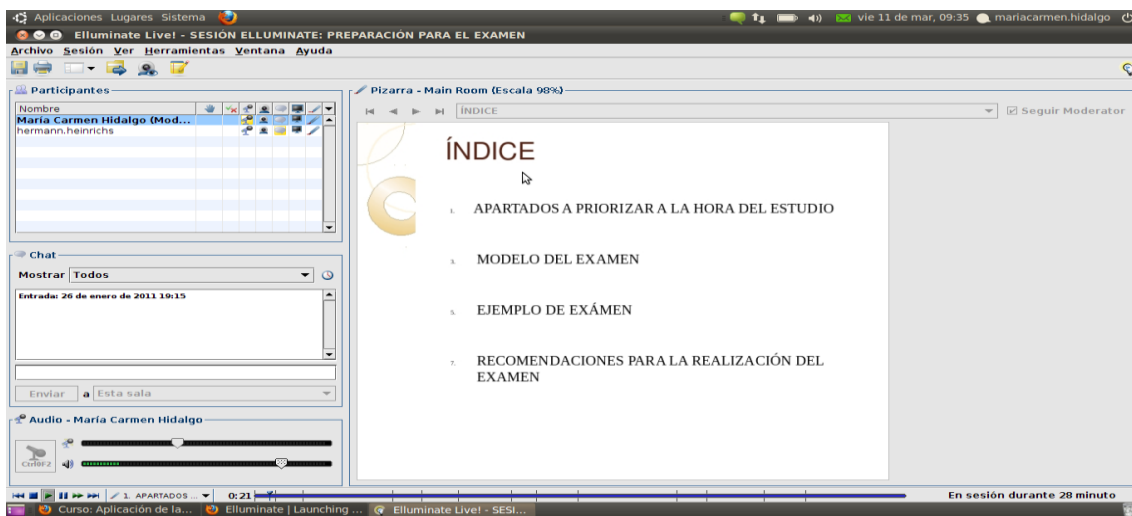 Aplicaciones Lugares Sistema
vie 11 de mar, 09:35 mariacarmen.hidalgo
Elluminate Live! - SESIÓN ELLUMINATE: PREPARACIÓN PARA EL EXAMEN
Archivo Sesión Ver Herramientas Ventana Ayuda
Participantes
Nombre
María Carmen Hidalgo (Mod...
hermann.heinrichs
Chat
Mostrar Todos
Entrada: 26 de enero de 2011 19:15
Enviar a Esta sala
Audio - María Carmen Hidalgo
Ctrl0F2
Pizarra - Main Room (Escala 98%)
ÍNDICE
Seguir Moderator
ÍNDICE
1. APARTADOS A PRIORIZAR A LA HORA DEL ESTUDIO
3. MODELO DEL EXAMEN
5. EJEMPLO DE EXÁMEN
7. RECOMENDACIONES PARA LA REALIZACIÓN DEL
EXAMEN
1. APARTADOS ... 0:21
En sesión durante 28 minuto
Curso: Aplicación de la... Elluminate | Launching ... Elluminate Live! - SESI...